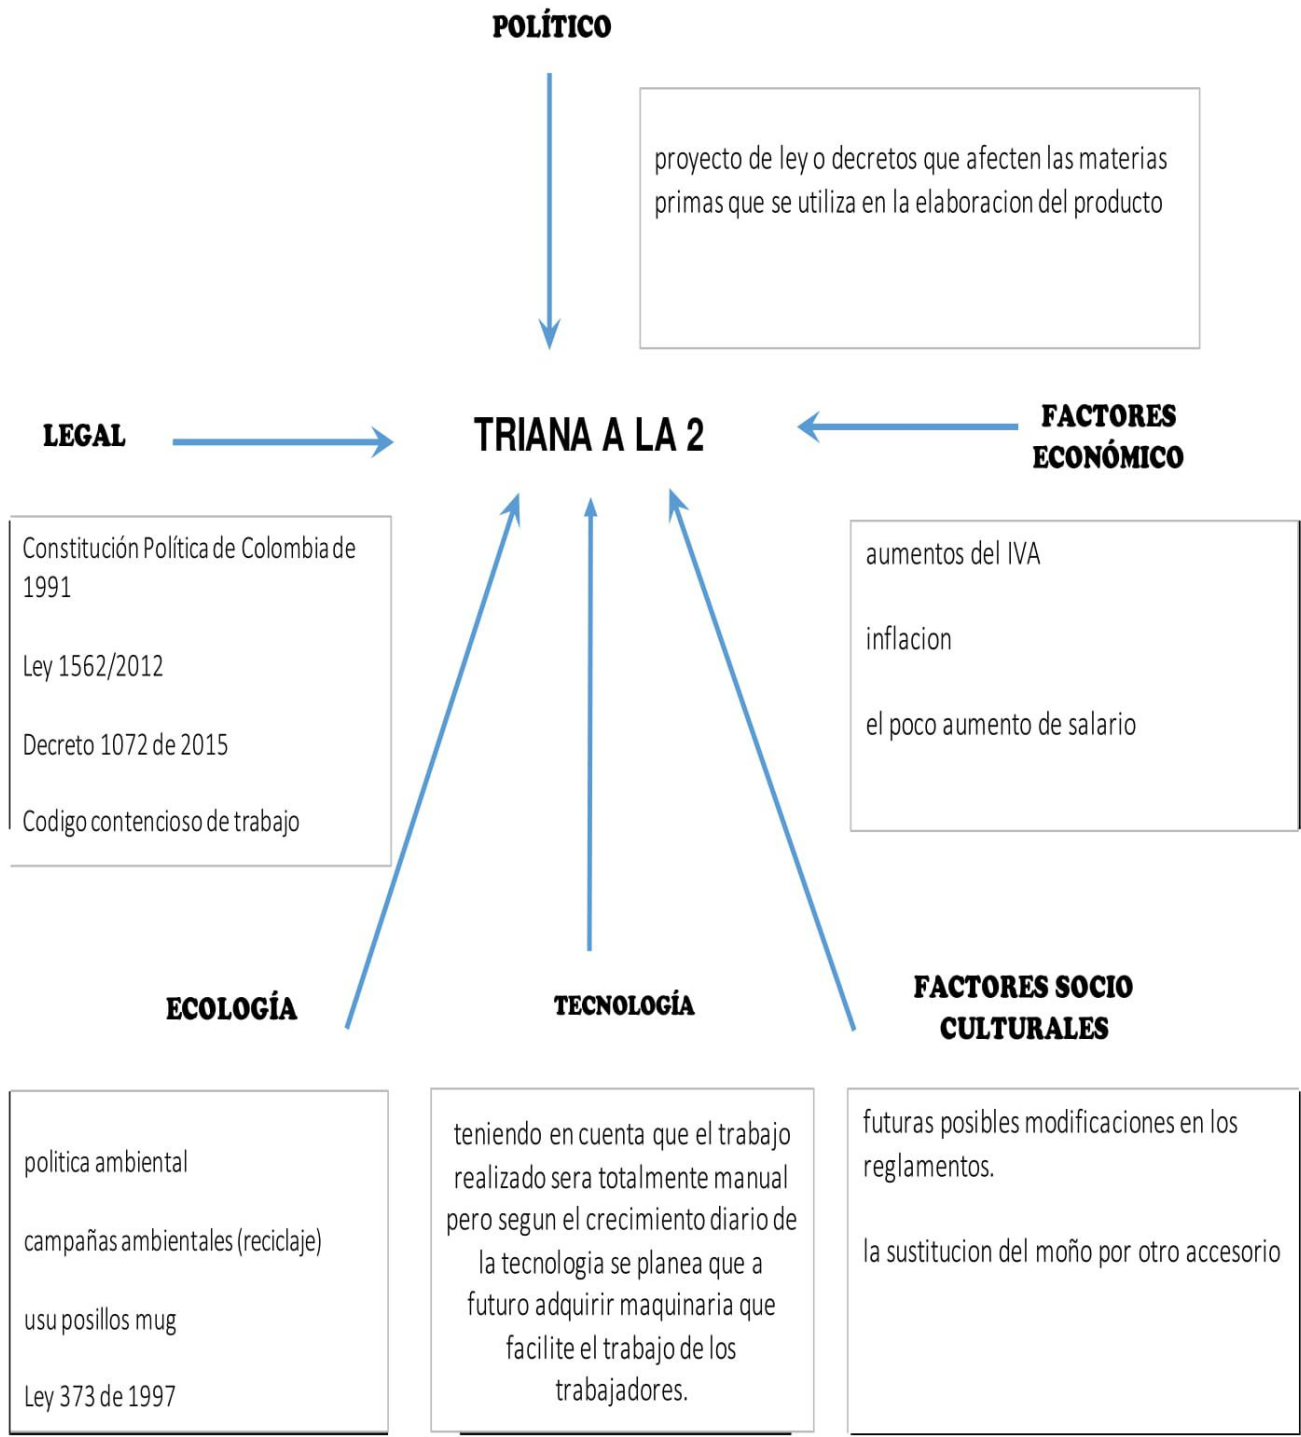 POLÍTICO
proyecto de ley o decretos que afecten las materias
primas que se utiliza en la elaboracion del producto
LEGAL
TRIANA A LA 2
FACTORES
ECONÓMICO
Constitución Política de Colombia de
1991
Ley 1562/2012
Decreto 1072 de 2015
Codigo contencioso de trabajo
aumentos del IVA
inflacion
el poco aumento de salario
ECOLOGÍA
TECNOLOGÍA
FACTORES SOCIO
CULTURALES
politica ambiental
campañas ambientales (reciclaje)
usu posillos mug
Ley 373 de 1997
teniendo en cuenta que el trabajo
realizado sera totalmente manual
pero segun el crecimiento diario de
la tecnologia se planea que a
futuro adquirir maquinaria que
facilite el trabajo de los
trabajadores.
futuras posibles modificaciones en los
reglamentos.
la sustitucion del moño por otro accesorio